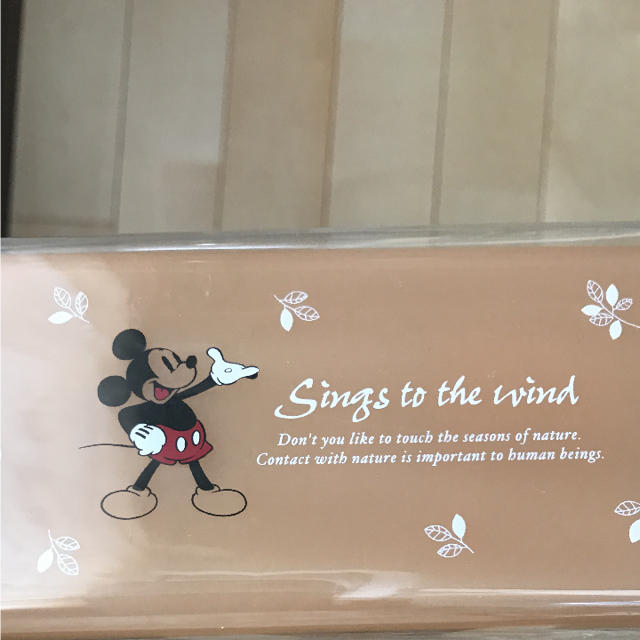 Sings to the wind
Don't you like to touch the seasons of nature.
Contact with nature is important to human beings.